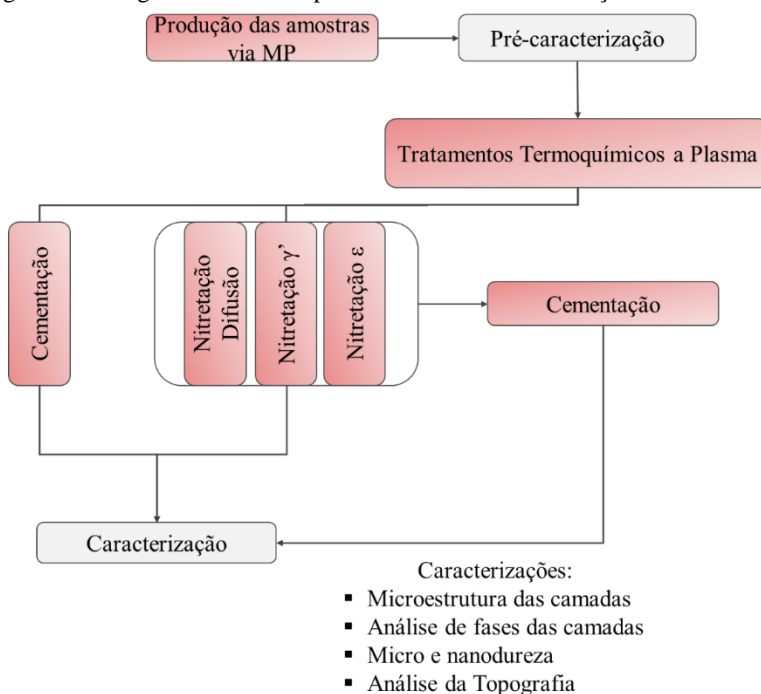 Produção das amostras
via MP
Pré-caracterização
Tratamentos Termoquímicos a Plasma
Cementação
Nitretação
Difusão
Nitretação γ’
Nitretação ε
Cementação
Caracterização
Caracterizações:
▪ Microestrutura das camadas
▪ Análise de fases das camadas
▪ Micro e nanodureza
▪ Análise da Topografia